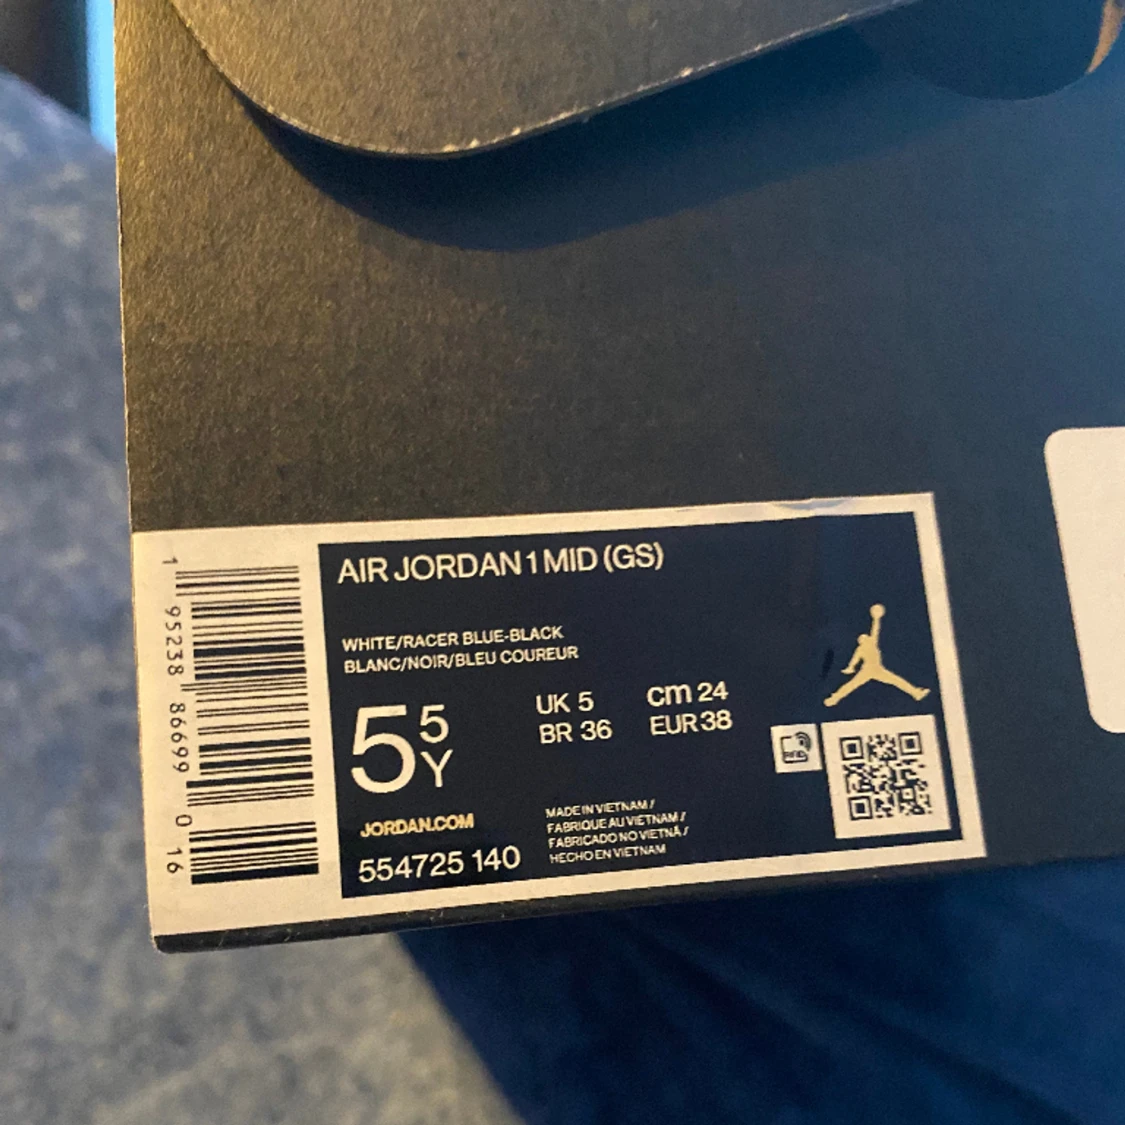 AIR JORDAN 1 MID (GS)
WHITE/RACER BLUE-BLACK
BLANC/NOIR/BLEU COUREUR
5 5 Y
UK 5
BR 36
cm 24
EUR 38
JORDAN.COM
554725 140
MADE IN VIETNAM /
FABRIQUE AU VIETNAM /
FABRICADO NO VIETNÃ /
HECHO EN VIETNAM
RFID
1 95238 86699 0 16